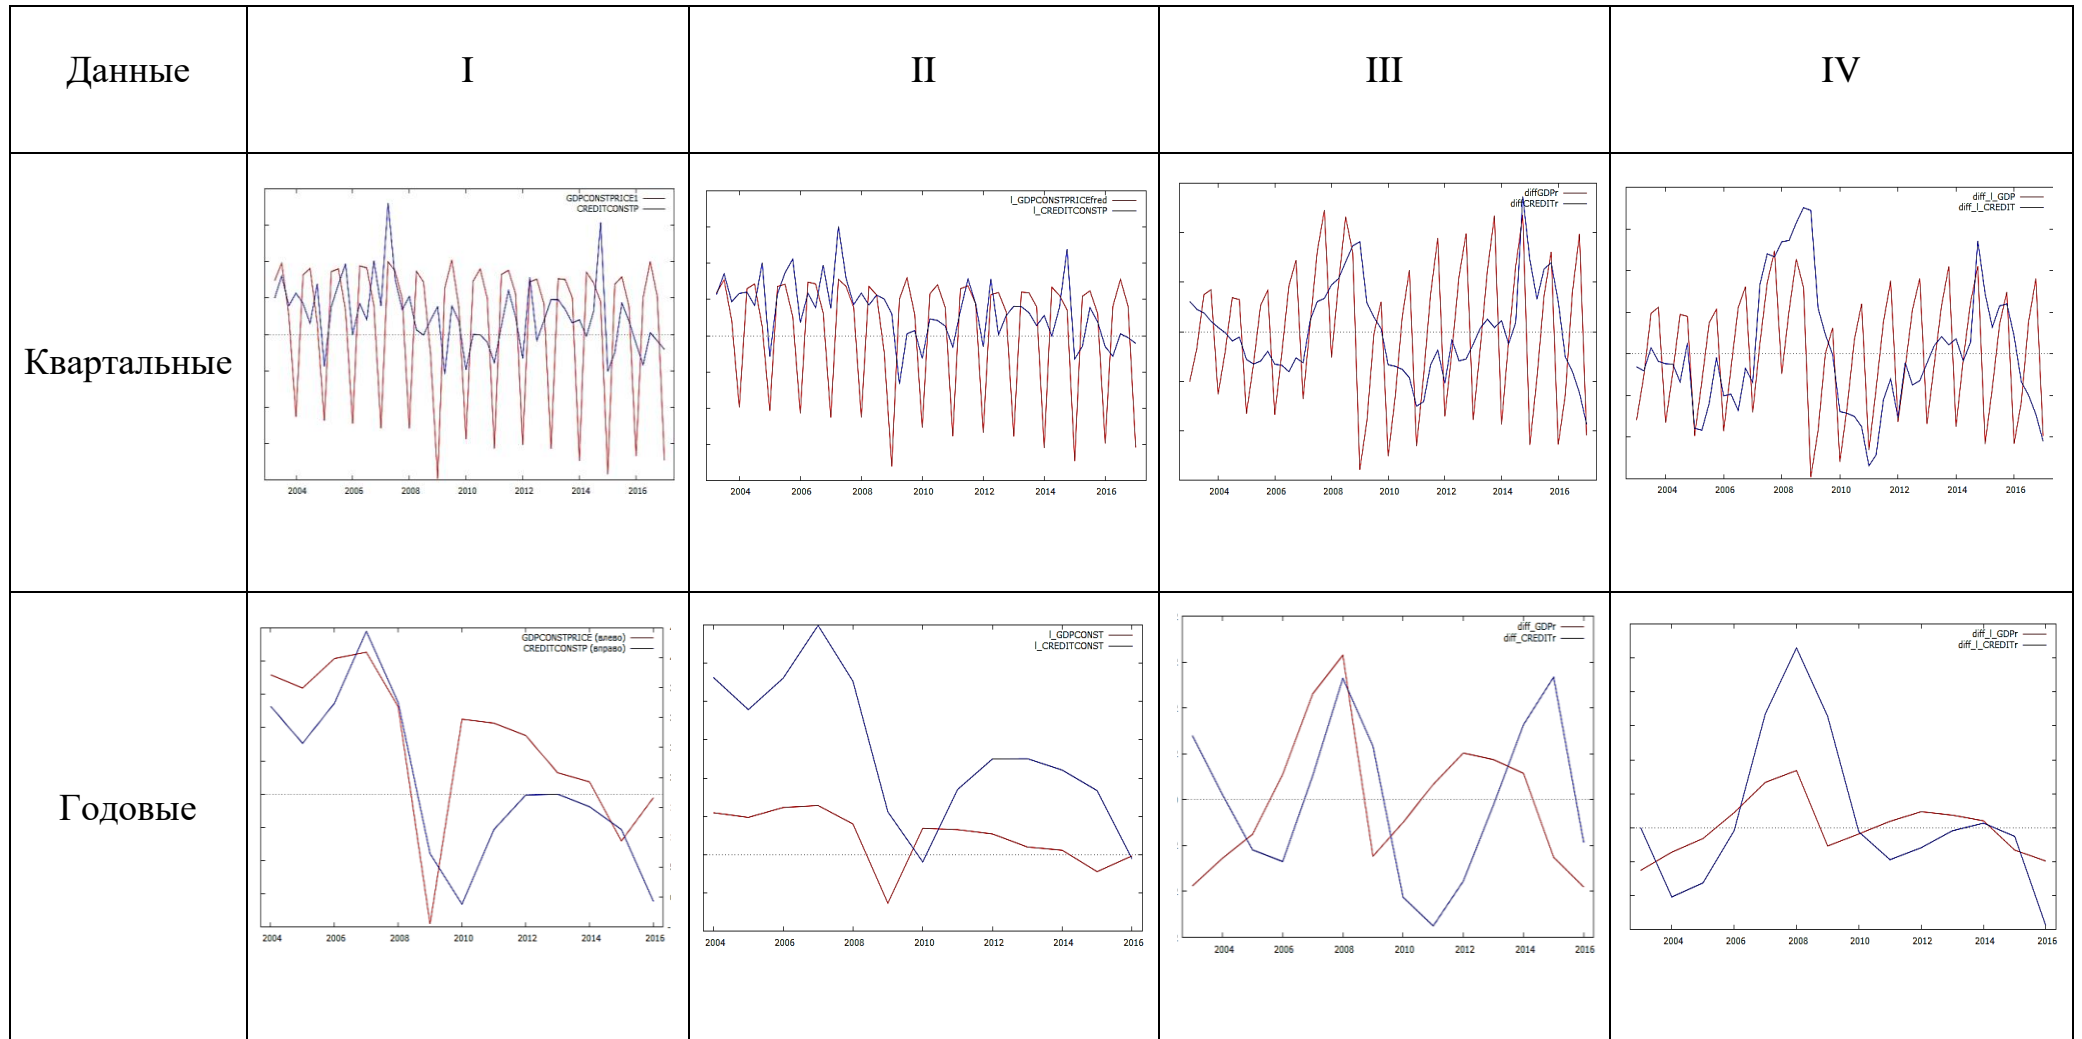 Данные I II III IV
Квартальные
GDPCONSTPRICE1
CREDITCONSTP
2004 2006 2008 2010 2012 2014 2016
l_GDPCONSTPRICEfred
l_CREDITCONSTP
2004 2006 2008 2010 2012 2014 2016
diffGDPr
diffCREDITr
2004 2006 2008 2010 2012 2014 2016
diff_l_GDP
diff_l_CREDIT
2004 2006 2008 2010 2012 2014 2016
Годовые
GDPCONSTPRICE (влево)
CREDITCONSTP (вправо)
2004 2006 2008 2010 2012 2014 2016
l_GDPCONST
l_CREDITCONST
2004 2006 2008 2010 2012 2014 2016
diff_GDPr
diff_CREDITr
2004 2006 2008 2010 2012 2014 2016
diff_l_GDPr
diff_l_CREDITr
2004 2006 2008 2010 2012 2014 2016